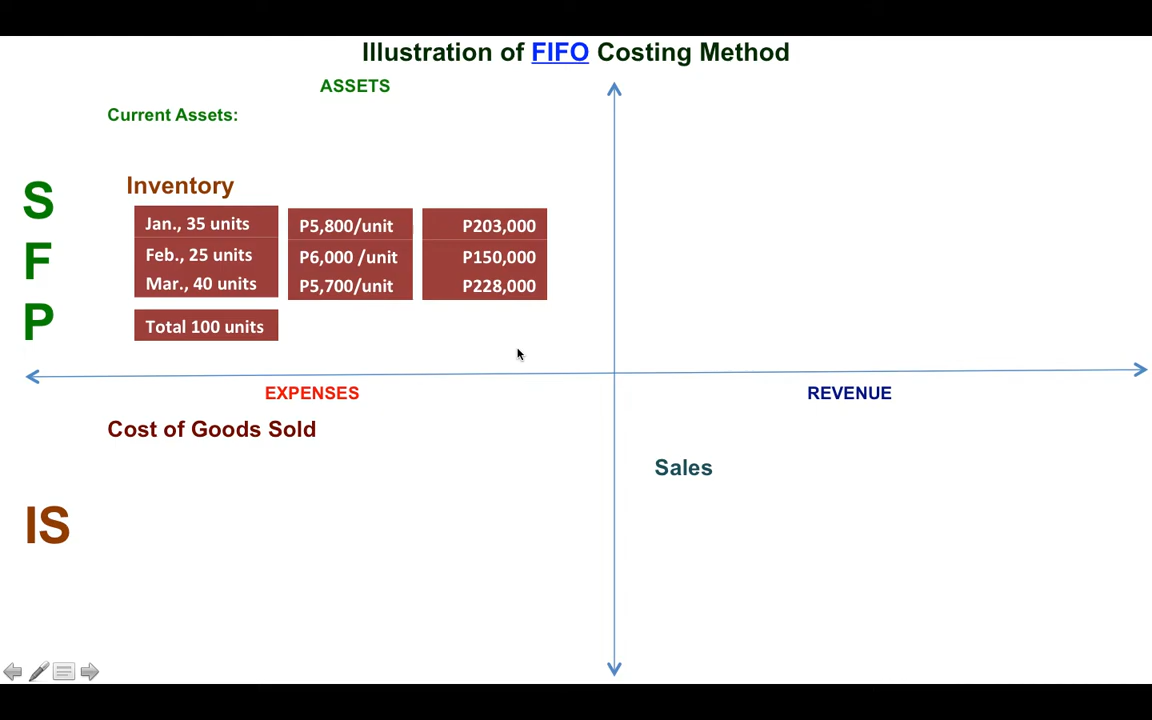 Illustration of FIFO Costing Method
ASSETS
Current Assets:
Inventory
Jan., 35 units P5,800/unit P203,000
Feb., 25 units P6,000 /unit P150,000
Mar., 40 units P5,700/unit P228,000
Total 100 units
S
F
P
EXPENSES REVENUE
Cost of Goods Sold
Sales
IS